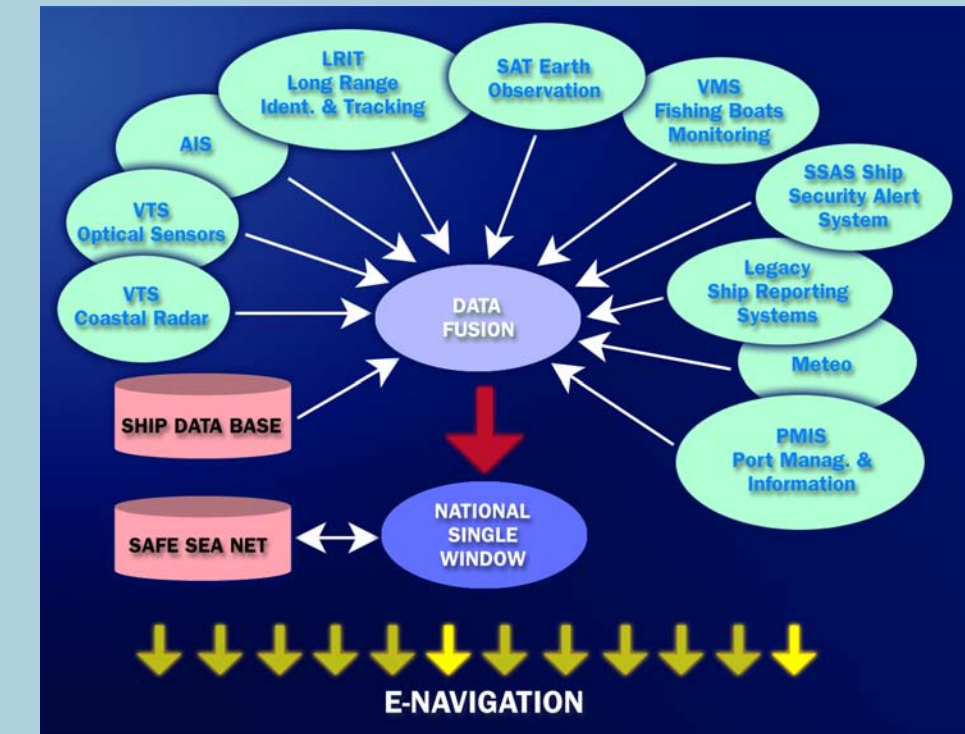 LRIT
Long Range
Ident. & Tracking
SAT Earth
Observation
VMS
Fishing Boats
Monitoring
AIS
SSAS Ship
Security Alert
System
VTS
Optical Sensors
Legacy
Ship Reporting
Systems
VTS
Coastal Radar
DATA
FUSION
Meteo
SHIP DATA BASE
PMIS
Port Manag. &
Information
NATIONAL
SINGLE
WINDOW
SAFE SEA NET
E-NAVIGATION